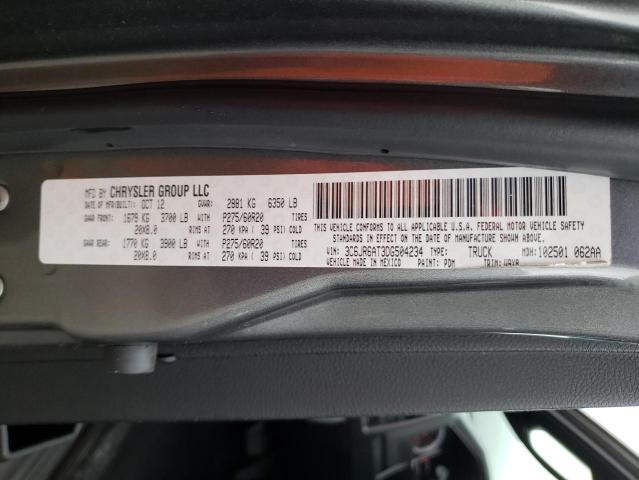 MFD BY CHRYSLER GROUP LLC
DATE OF MFR(BUILT): OCT 12 GVWR: 2881 KG 6350 LB
GAWR FRONT: 1679 KG 3700 LB WITH P275/60R20 TIRES
20X8.0 RIMS AT 270 KPA ( 39 PSI) COLD
GAWR REAR: 1770 KG 3900 LB WITH P275/60R20 TIRES
20X8.0 RIMS AT 270 KPA ( 39 PSI) COLD
THIS VEHICLE CONFORMS TO ALL APPLICABLE U.S.A. FEDERAL MOTOR VEHICLE SAFETY
STANDARDS IN EFFECT ON THE DATE OF MANUFACTURE SHOWN ABOVE.
VIN: 3C6JR6AT3DG504234 TYPE: TRUCK MDH: 102501 062AA
VEHICLE MADE IN MEXICO PAINT: PDM TRIM: